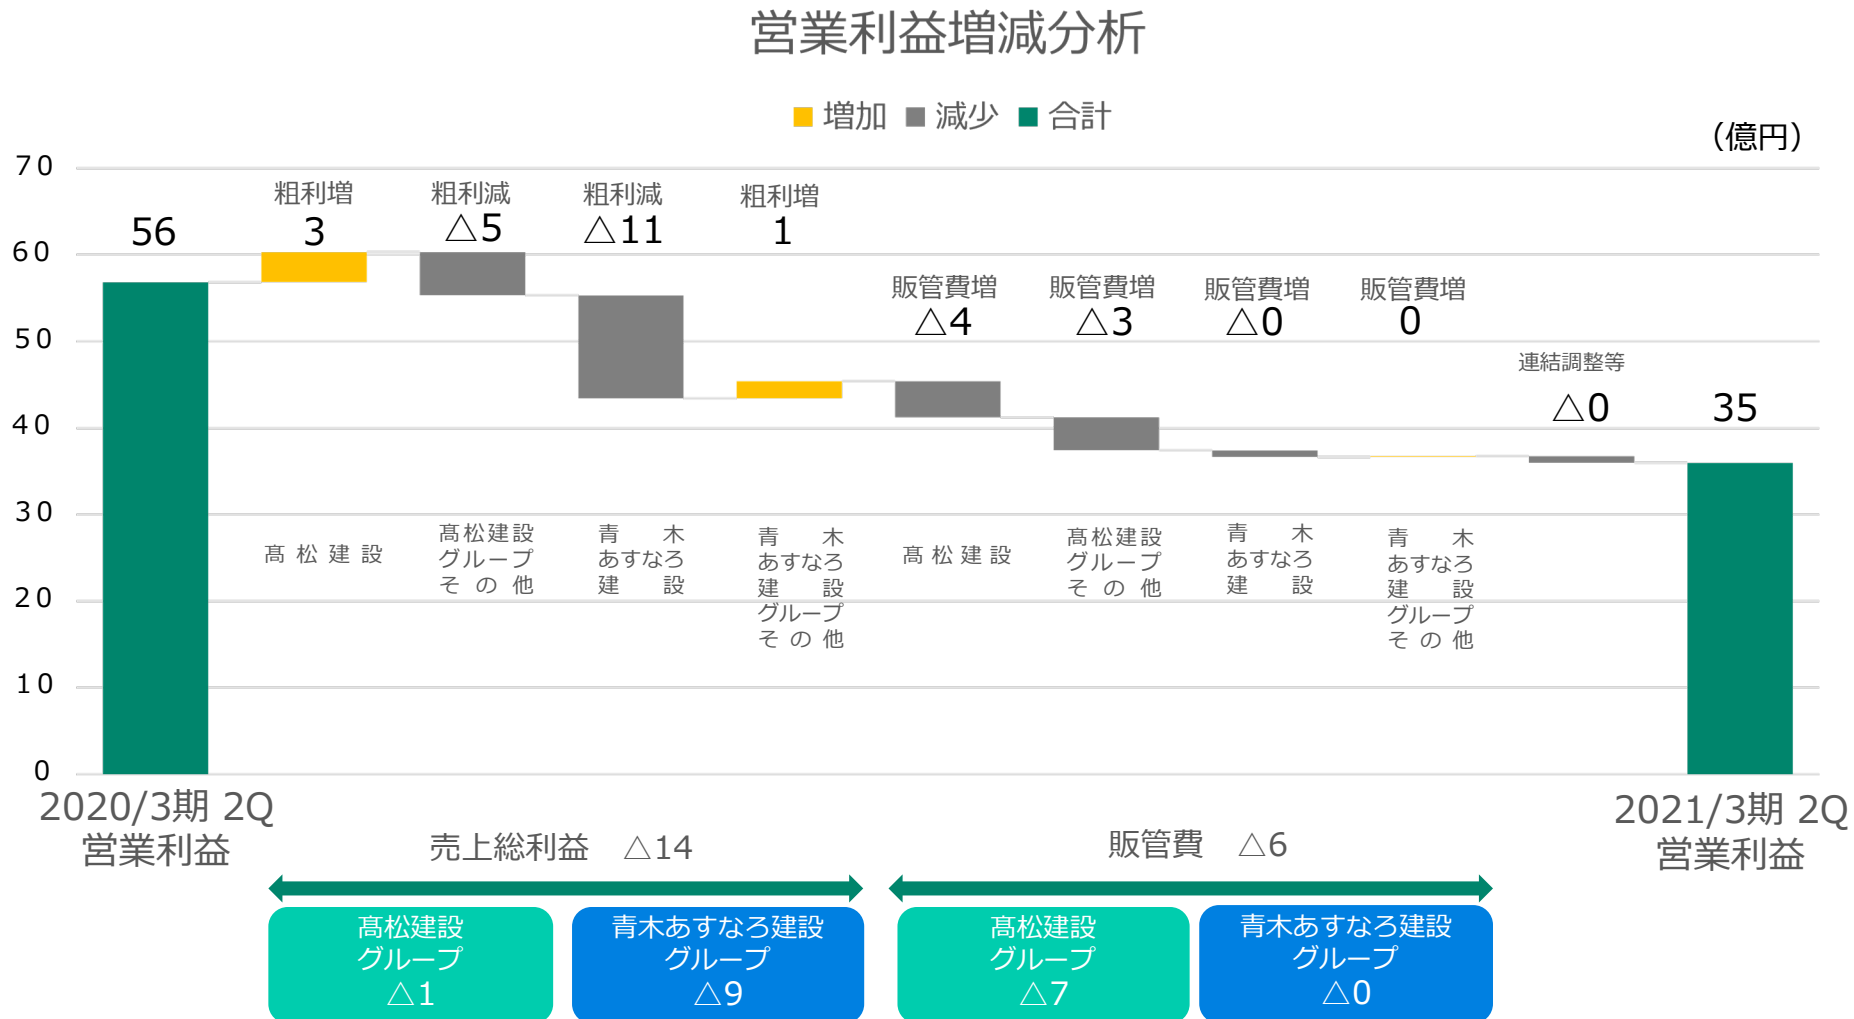 営業利益増減分析
増加 減少 合計
（億円）
70
60
50
40
30
20
10
0
56
粗利増
3
粗利減
△5
粗利減
△11
粗利増
1
販管費増
△4
販管費増
△3
販管費増
△0
販管費増
0
連結調整等
△0
35
髙松建設
髙松建設
グループ
その他
青木
あすなろ
建設
青木
あすなろ
建設
グループ
その他
髙松建設
髙松建設
グループ
その他
青木
あすなろ
建設
青木
あすなろ
建設
グループ
その他
2020/3期 2Q
営業利益
2021/3期 2Q
営業利益
売上総利益 △14
販管費 △6
髙松建設
グループ
△1
青木あすなろ建設
グループ
△9
髙松建設
グループ
△7
青木あすなろ建設
グループ
△0